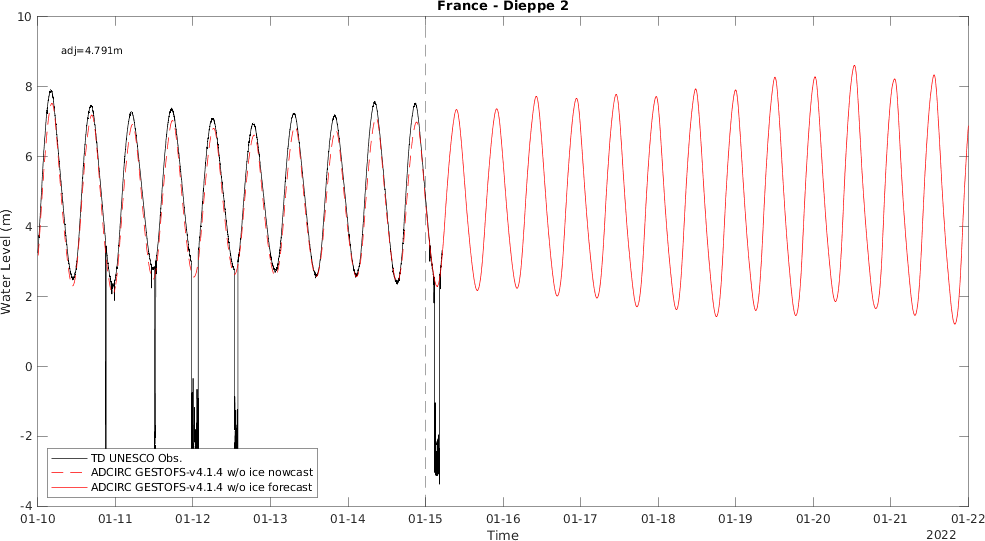 France - Dieppe 2
10
8
6
4
2
0
-2
-4
Water Level (m)
adj=4.791m
TD UNESCO Obs.
ADCIRC GESTOFS-v4.1.4 w/o ice nowcast
ADCIRC GESTOFS-v4.1.4 w/o ice forecast
01-10 01-11 01-12 01-13 01-14 01-15 01-16 01-17 01-18 01-19 01-20 01-21 01-22
Time
2022